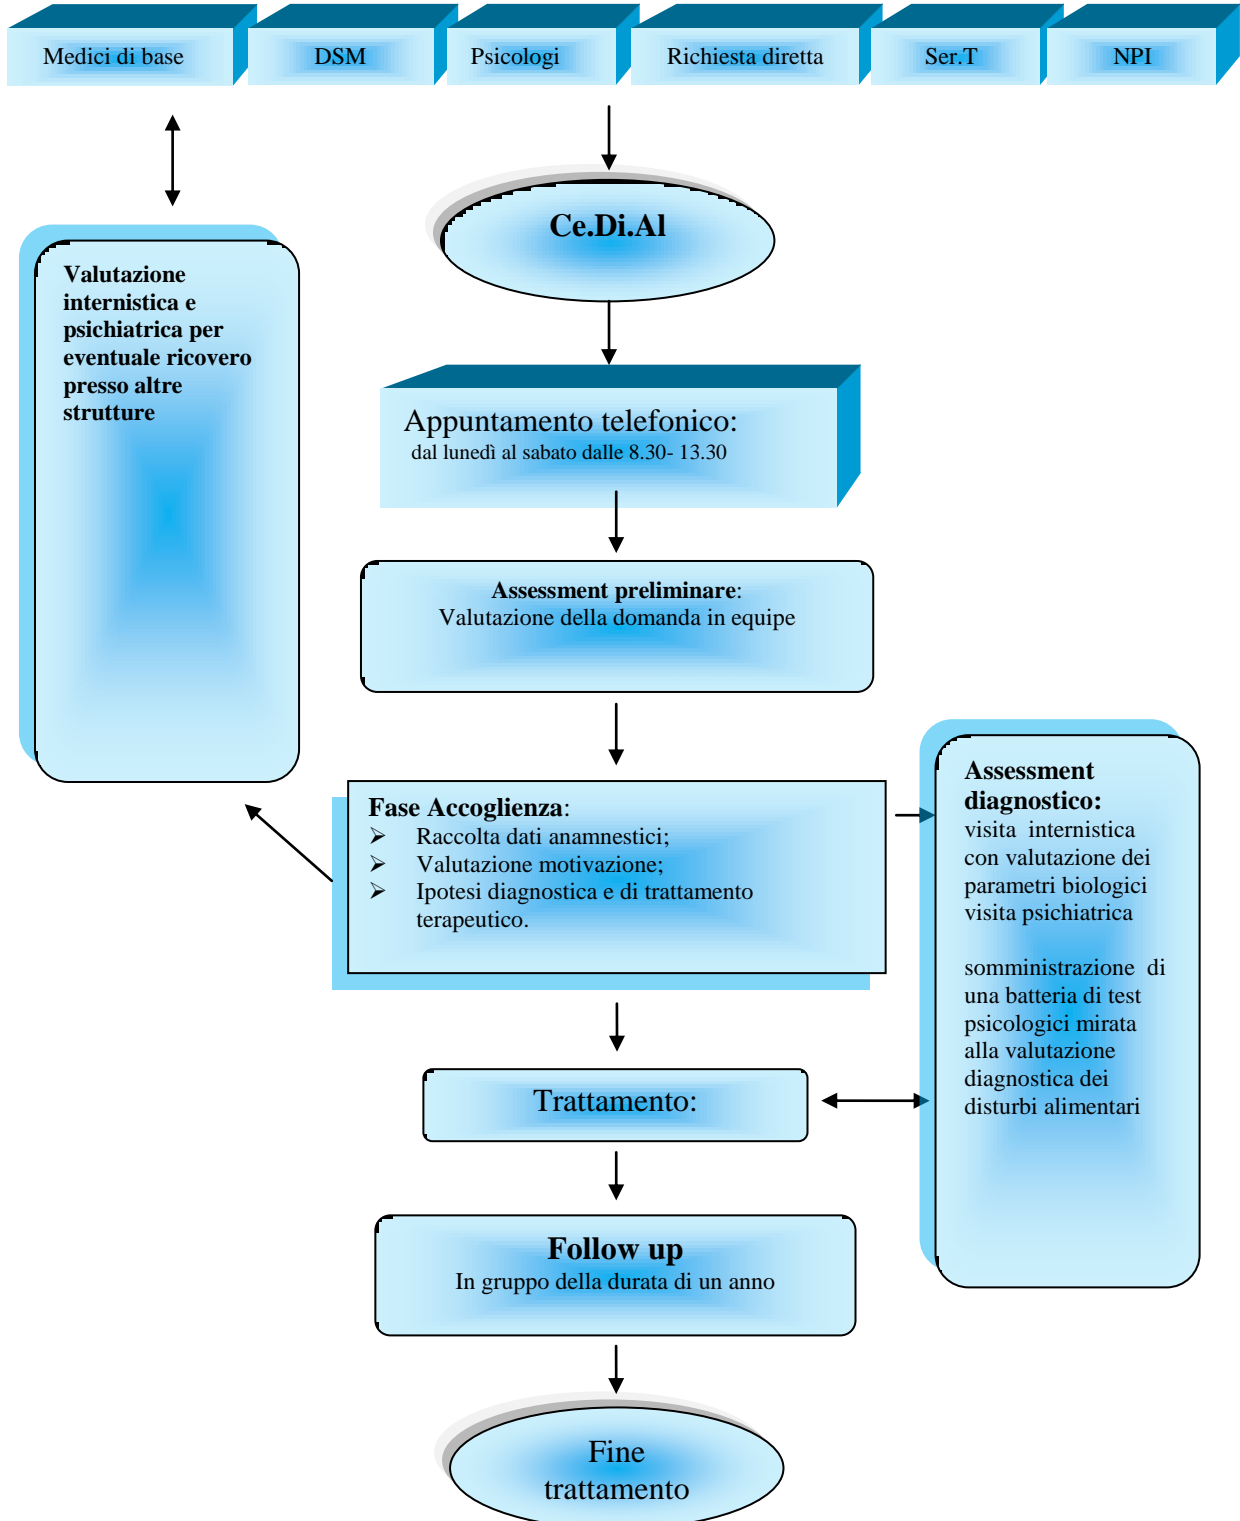 Medici di base
DSM
Psicologi
Richiesta diretta
Ser.T
NPI
Ce.Di.Al
Valutazione
internistica e
psichiatrica per
eventuale ricovero
presso altre
strutture
Appuntamento telefonico:
dal lunedì al sabato dalle 8.30- 13.30
Assessment preliminare:
Valutazione della domanda in equipe
Fase Accoglienza:
➢ Raccolta dati anamnestici;
➢ Valutazione motivazione;
➢ Ipotesi diagnostica e di trattamento
terapeutico.
Assessment
diagnostico:
visita internistica
con valutazione dei
parametri biologici
visita psichiatrica
somministrazione di
una batteria di test
psicologici mirata
alla valutazione
diagnostica dei
disturbi alimentari
Trattamento:
Follow up
In gruppo della durata di un anno
Fine
trattamento